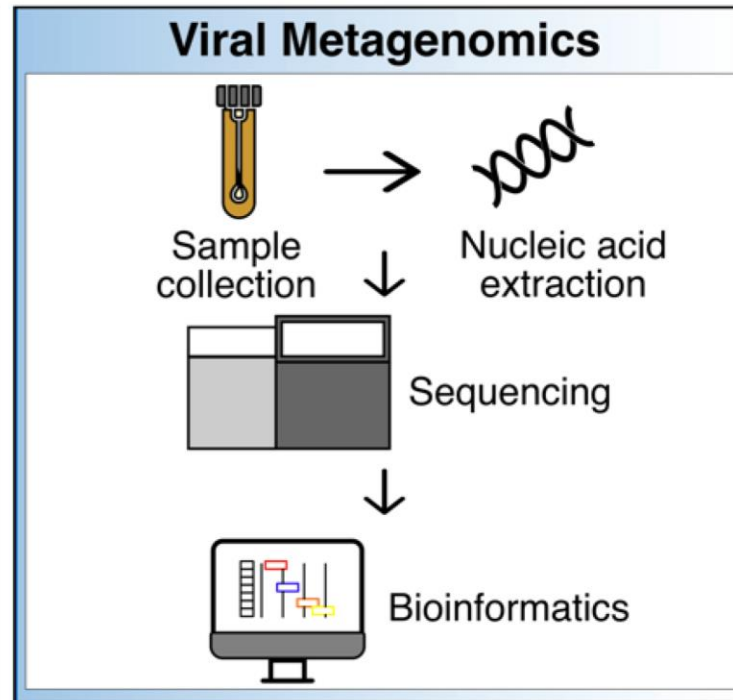 Viral Metagenomics
Sample
collection
Nucleic acid
extraction
Sequencing
Bioinformatics